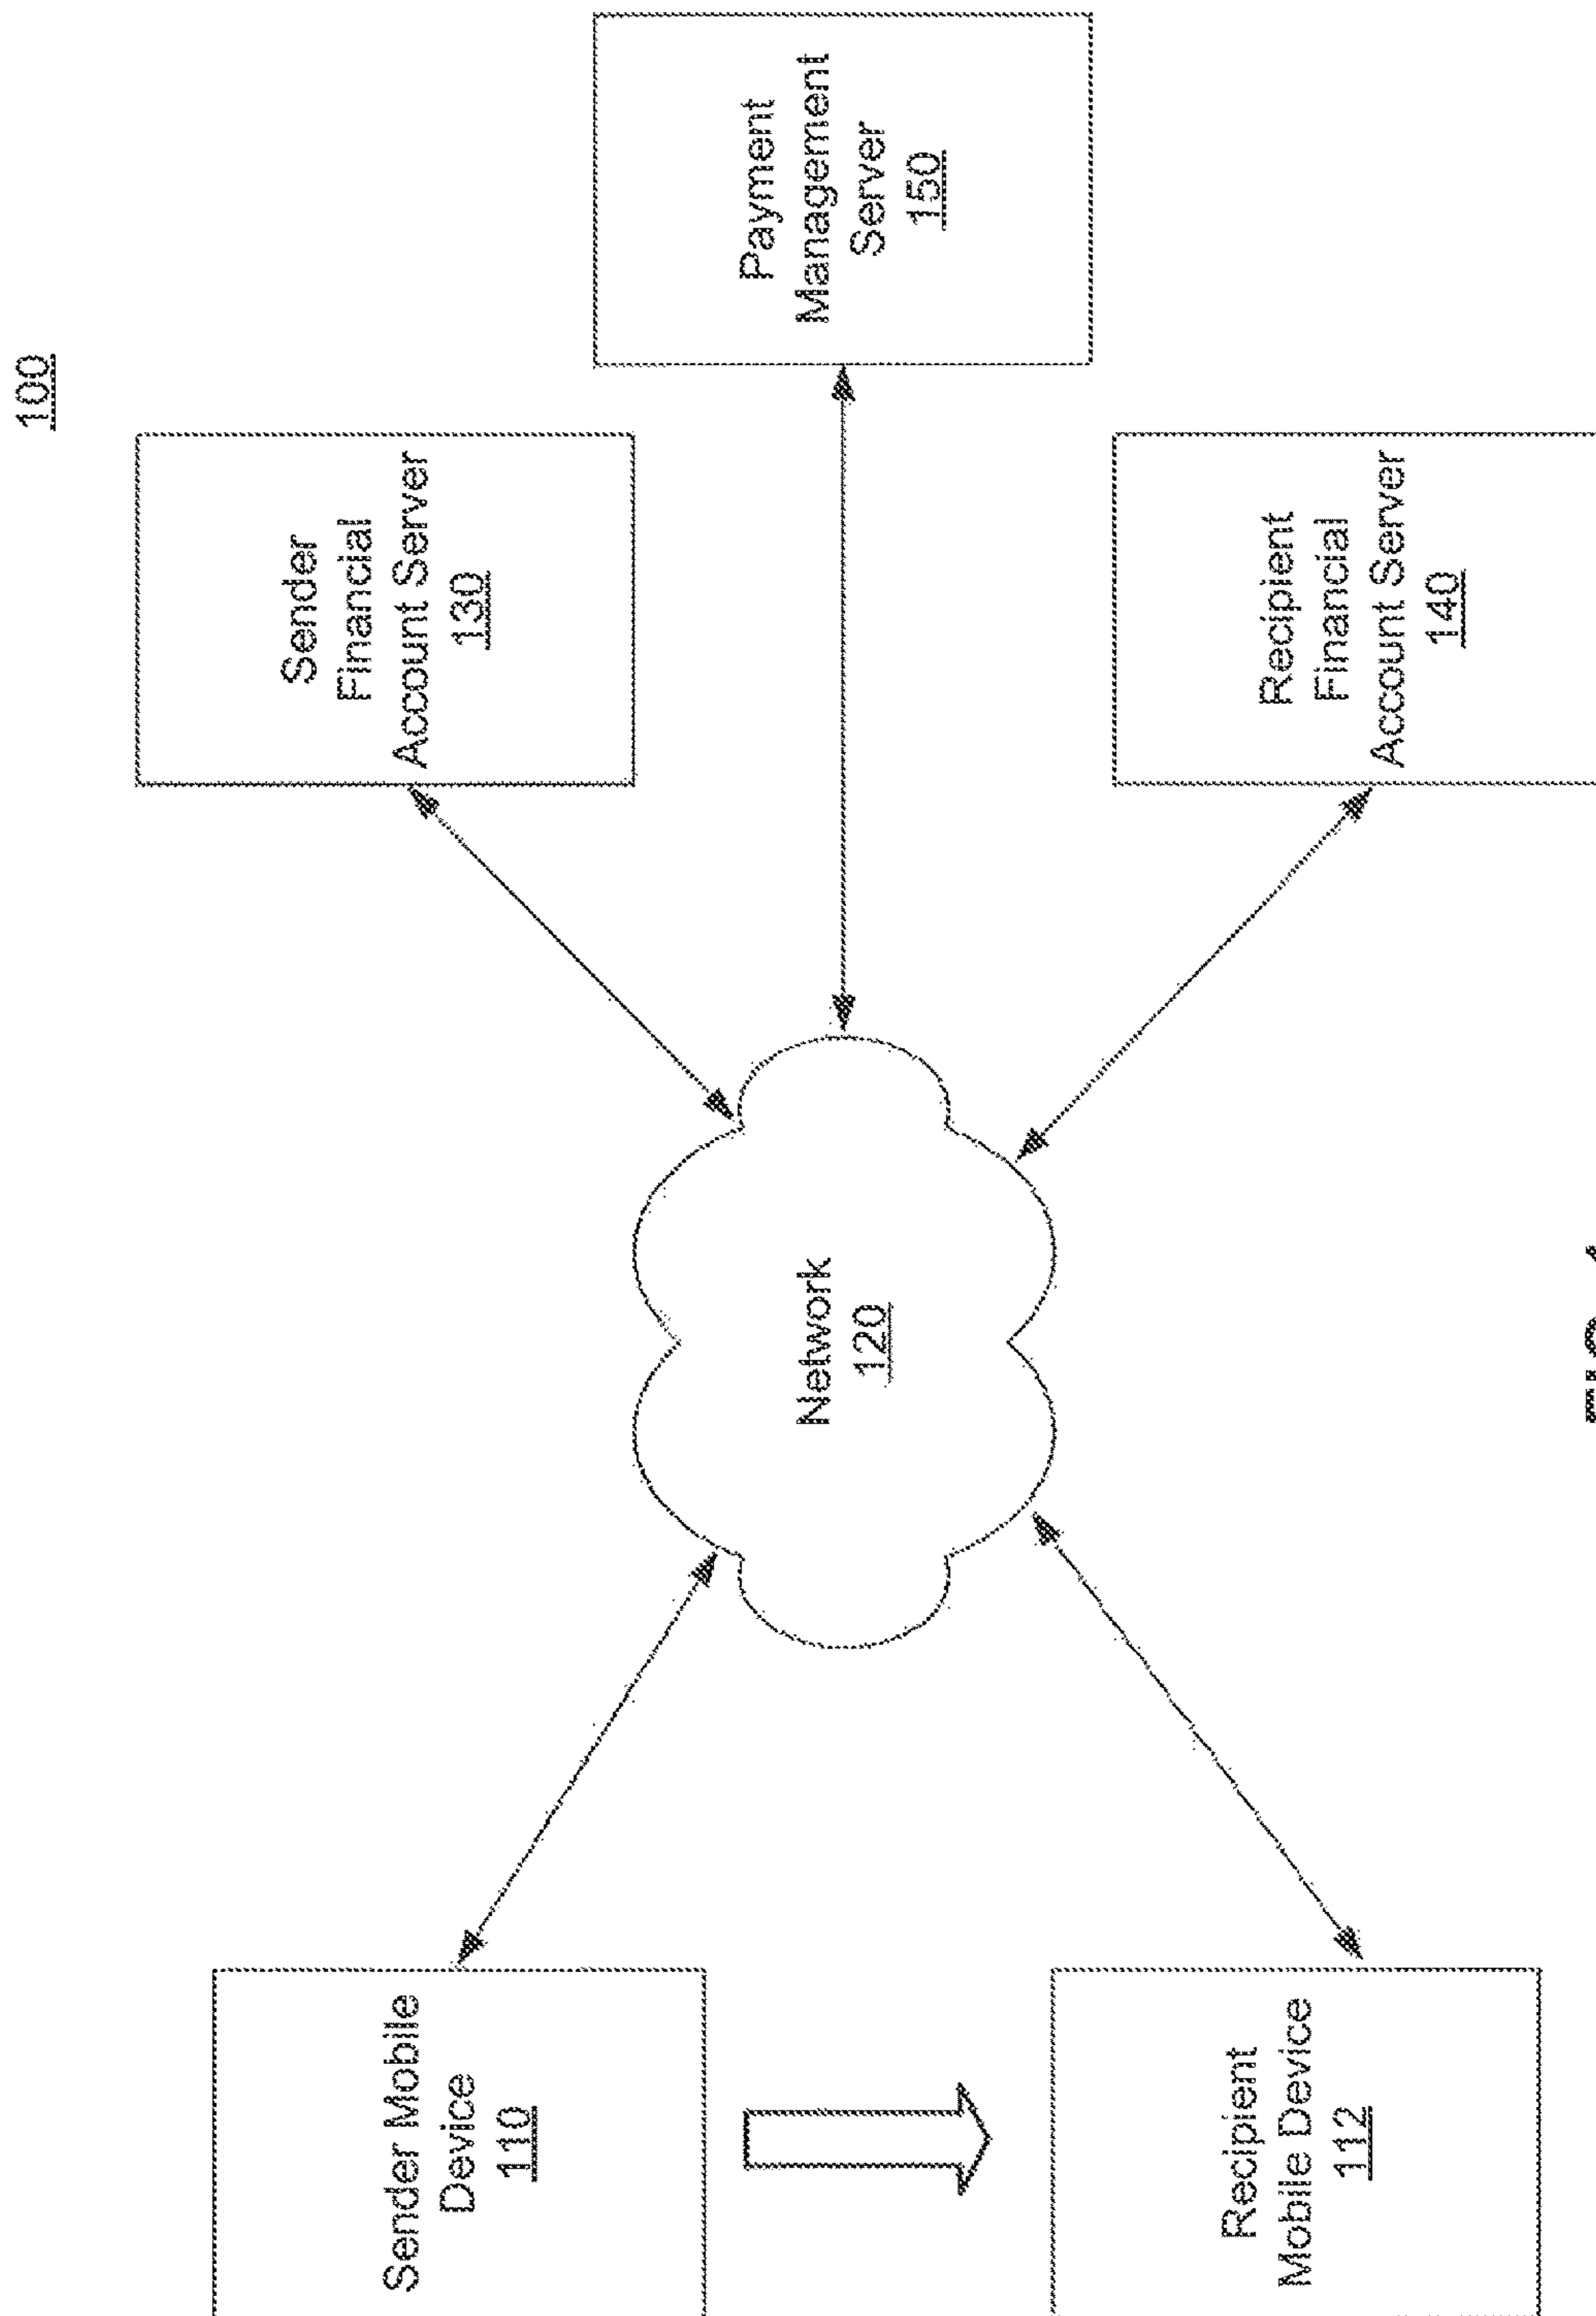 100
Sender Mobile
Device
110
Recipient
Mobile Device
112
Network
120
Sender
Financial
Account Server
130
Recipient
Financial
Account Server
140
Payment
Management
Server
150